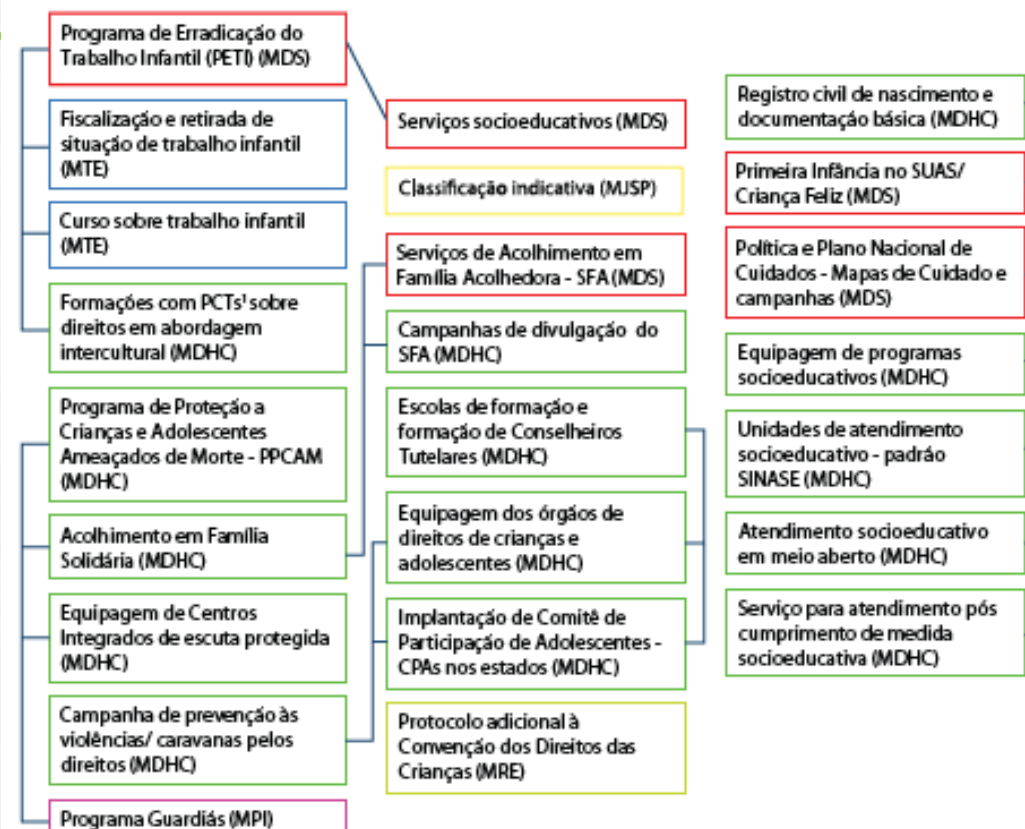 Programa de Erradicação do
Trabalho Infantil (PETI) (MDS)
Fiscalização e retirada de
situação de trabalho infantil
(MTE)
Curso sobre trabalho infantil
(MTE)
Formações com PCTs¹ sobre
direitos em abordagem
intercultural (MDHC)
Programa de Proteção a
Crianças e Adolescentes
Ameaçados de Morte - PPCAM
(MDHC)
Acolhimento em Família
Solidária (MDHC)
Equipagem de Centros
Integrados de escuta protegida
(MDHC)
Campanha de prevenção às
violências/ caravanas pelos
direitos (MDHC)
Programa Guardiãs (MPI)
Serviços socioeducativos (MDS)
Classificação indicativa (MJSP)
Serviços de Acolhimento em
Família Acolhedora - SFA (MDS)
Campanhas de divulgação do
SFA (MDHC)
Escolas de formação e
formação de Conselheiros
Tutelares (MDHC)
Equipagem dos órgãos de
direitos de crianças e
adolescentes (MDHC)
Implantação de Comitê de
Participação de Adolescentes -
CPAs nos estados (MDHC)
Protocolo adicional à
Convenção dos Direitos das
Crianças (MRE)
Registro civil de nascimento e
documentação básica (MDHC)
Primeira Infância no SUAS/
Criança Feliz (MDS)
Política e Plano Nacional de
Cuidados - Mapas de Cuidado e
campanhas (MDS)
Equipagem de programas
socioeducativos (MDHC)
Unidades de atendimento
socioeducativo - padrão
SINASE (MDHC)
Atendimento socioeducativo
em meio aberto (MDHC)
Serviço para atendimento pós
cumprimento de medida
socioeducativa (MDHC)